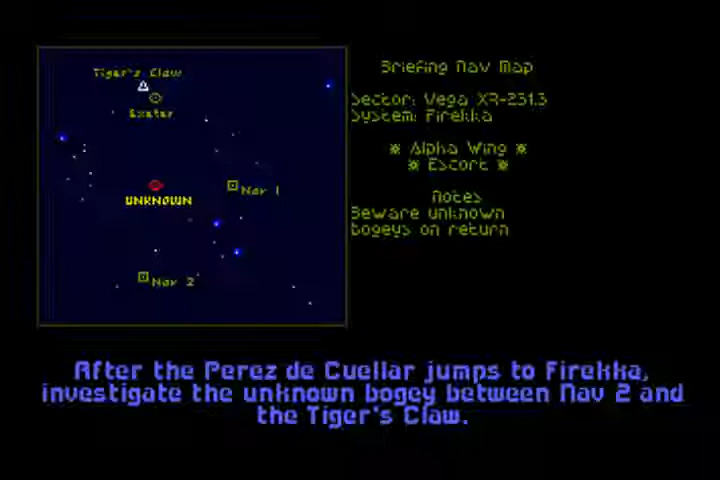 Tiger's Claw
Exeter
UNKNOWN
Nav 1
Nav 2
Briefing Nav Map
Sector: Vega XR-231.3
System: Firekka
* Alpha Wing *
* Escort *
Notes
Beware unknown
bogeys on return
After the Perez de Cuellar jumps to Firekka,
investigate the unknown bogey between Nav 2 and
the Tiger's Claw.